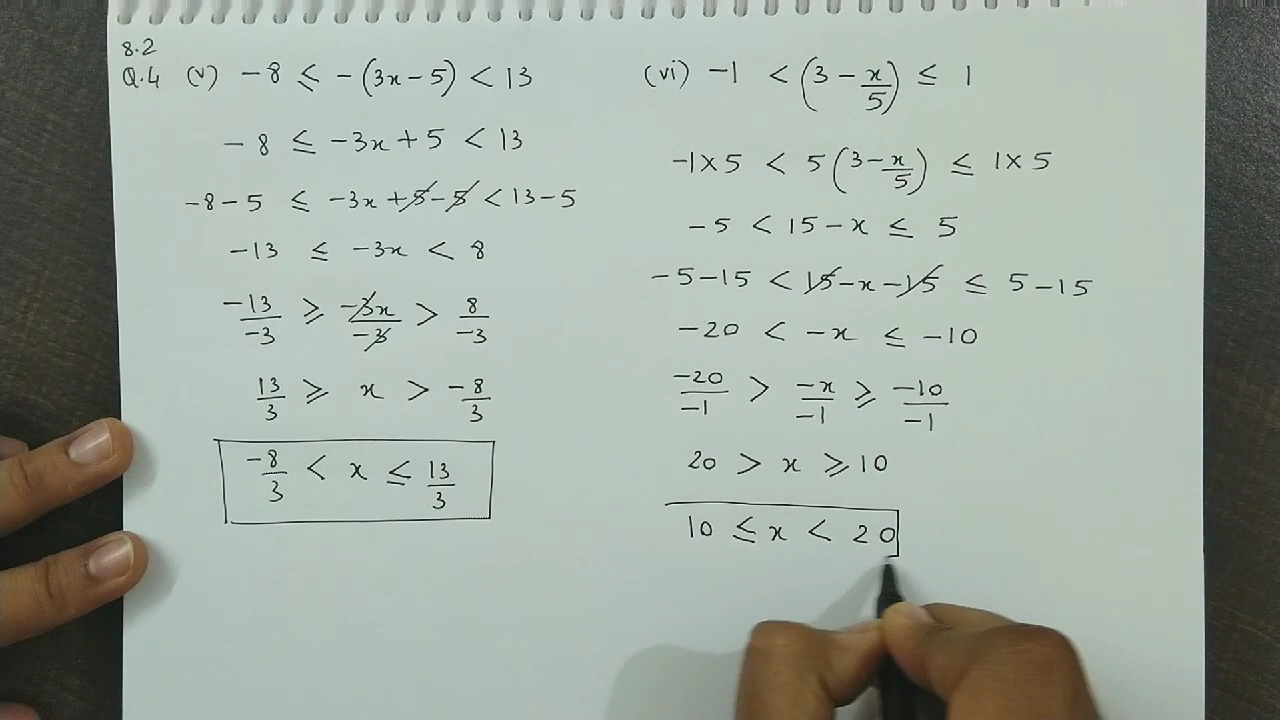 8.2
Q.4 (v) -8 ≤ -(3x-5) < 13
-8 ≤ -3x+5 < 13
-8-5 ≤ -3x+5-5 < 13-5
-13 ≤ -3x < 8
-13/-3 ≥ -3x/-3 > 8/-3
13/3 ≥ x > -8/3
-8/3 < x ≤ 13/3
(vi) -1 < (3 - x/5) ≤ 1
-1×5 < 5(3-x/5) ≤ 1×5
-5 < 15-x ≤ 5
-5-15 < 15-x-15 ≤ 5-15
-20 < -x ≤ -10
-20/-1 > -x/-1 ≥ -10/-1
20 > x ≥ 10
10 ≤ x < 20